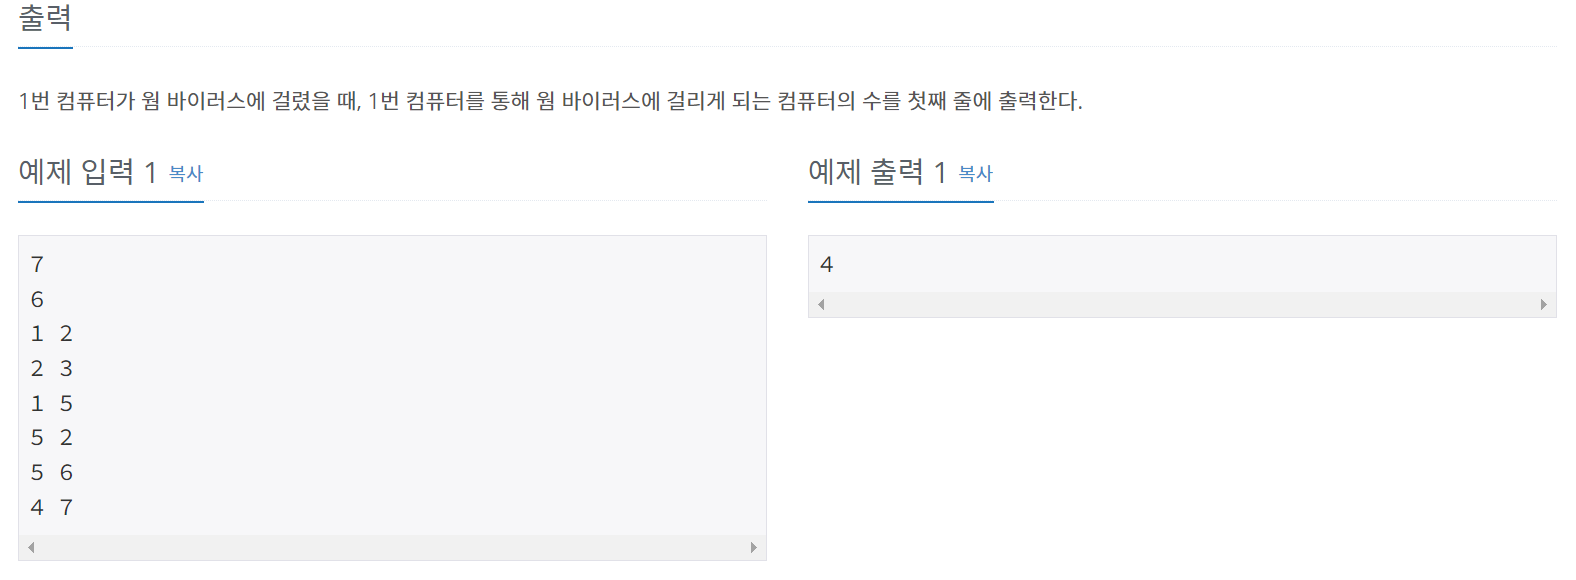 출력
1번 컴퓨터가 웜 바이러스에 걸렸을 때, 1번 컴퓨터를 통해 웜 바이러스에 걸리게 되는 컴퓨터의 수를 첫째 줄에 출력한다.
예제 입력 1 복사
7
6
1 2
2 3
1 5
5 2
5 6
4 7
예제 출력 1 복사
4